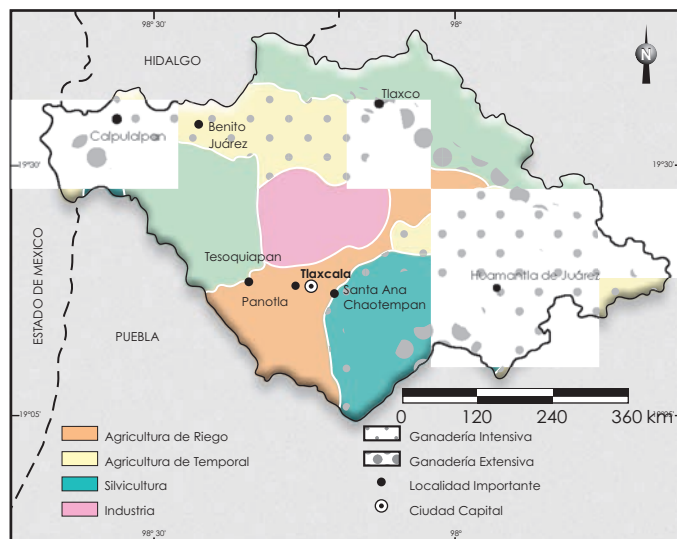 98° 30´
98°
HIDALGO
N
Tlaxco
Calpulalpan
Benito
Juárez
19°30'
19°30'
Tesoquiapan
Tlaxcala
Huamantla de Juárez
Panotla
Santa Ana
Chaotempan
ESTADO DE MEXICO
PUEBLA
0 120 240 360 km
19°05'
19°05'
Agricultura de Riego
Agricultura de Temporal
Silvicultura
Industria
Ganadería Intensiva
Ganadería Extensiva
Localidad Importante
Ciudad Capital
98° 30'
98°